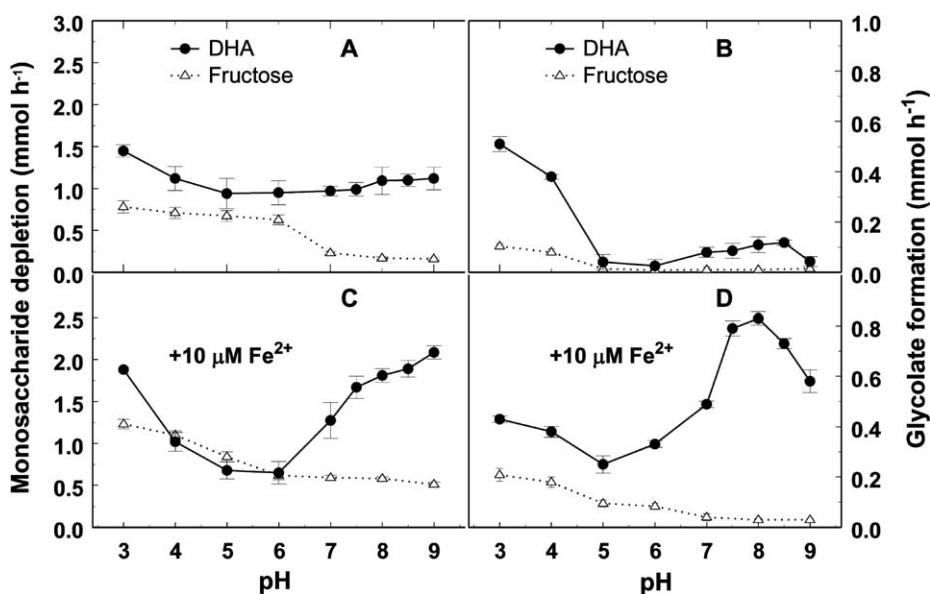 Monosaccharide depletion (mmol h-1)
3.0
2.5
2.0
1.5
1.0
0.5
0.0
DHA
Fructose
A
DHA
Fructose
B
1.0
0.8
0.6
0.4
0.2
0.0
Glycolate formation (mmol h-1)
2.5
2.0
1.5
1.0
0.5
0.0
C
+10 μM Fe2+
D
+10 μM Fe2+
0.8
0.6
0.4
0.2
0.0
3 4 5 6 7 8 9
pH
3 4 5 6 7 8 9
pH